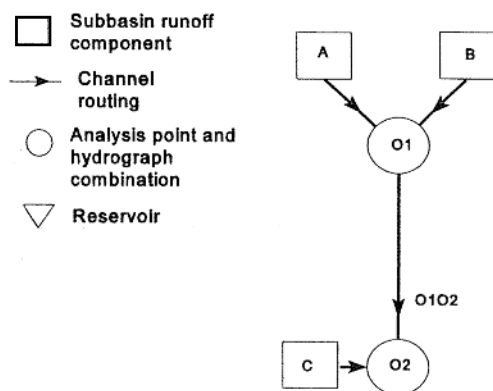 Subbasin runoff
component
Channel
routing
Analysis point and
hydrograph
combination
Reservoir
A
B
O1
O1O2
C
O2